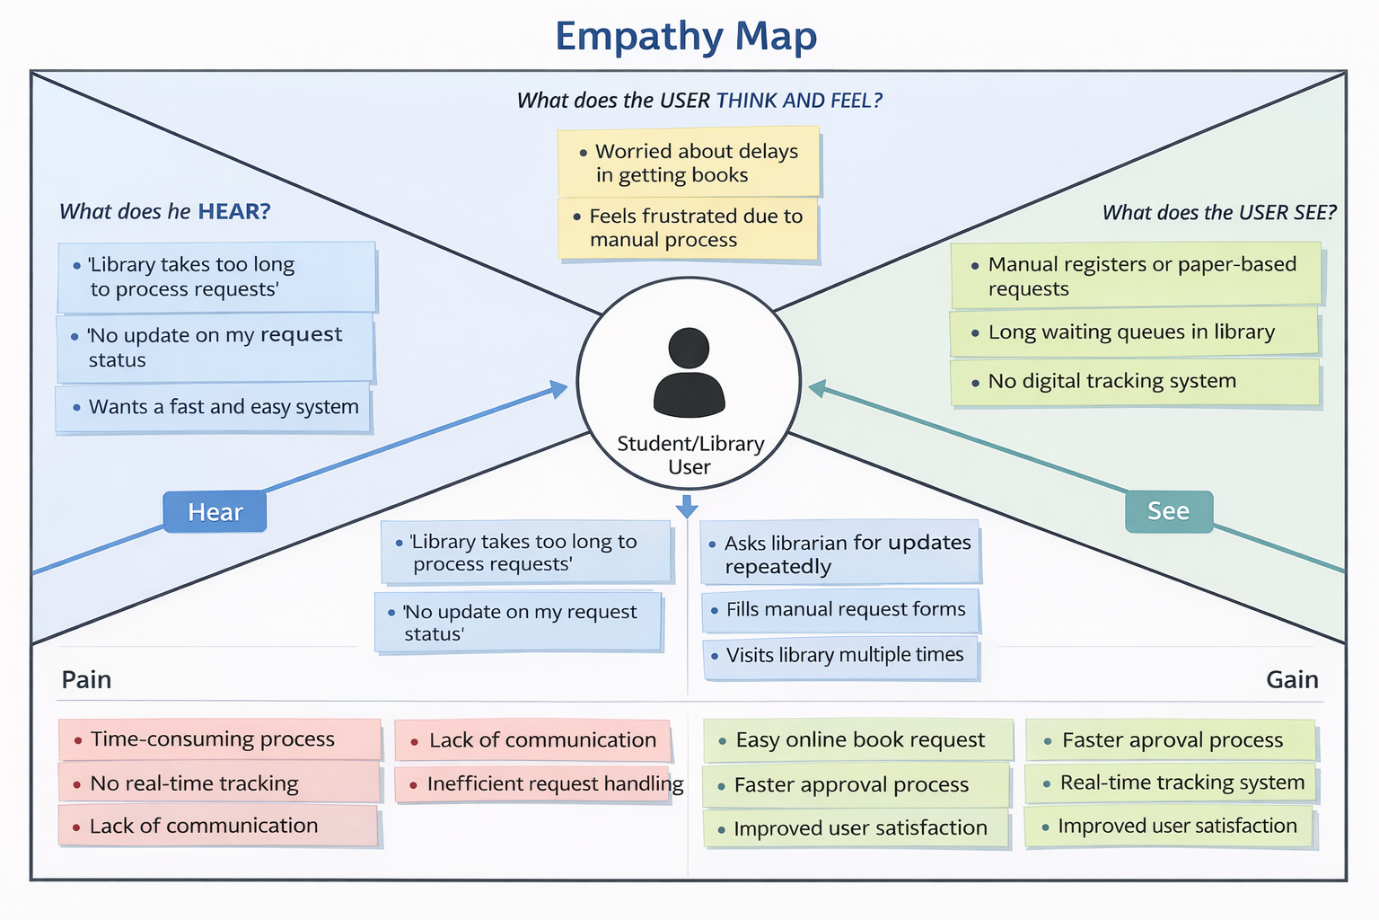 Empathy Map
What does the USER THINK AND FEEL?
• Worried about delays
in getting books
• Feels frustrated due to
manual process
What does he HEAR?
• 'Library takes too long
to process requests'
• 'No update on my request
status
• Wants a fast and easy system
What does the USER SEE?
• Manual registers or paper-based
requests
• Long waiting queues in library
• No digital tracking system
Student/Library
User
Hear
See
• 'Library takes too long to
process requests'
• 'No update on my request
status'
• Asks librarian for updates
repeatedly
• Fills manual request forms
• Visits library multiple times
Pain
• Time-consuming process
• No real-time tracking
• Lack of communication
• Lack of communication
• Inefficient request handling
Gain
• Easy online book request
• Faster approval process
• Improved user satisfaction
• Faster aproval process
• Real-time tracking system
• Improved user satisfaction